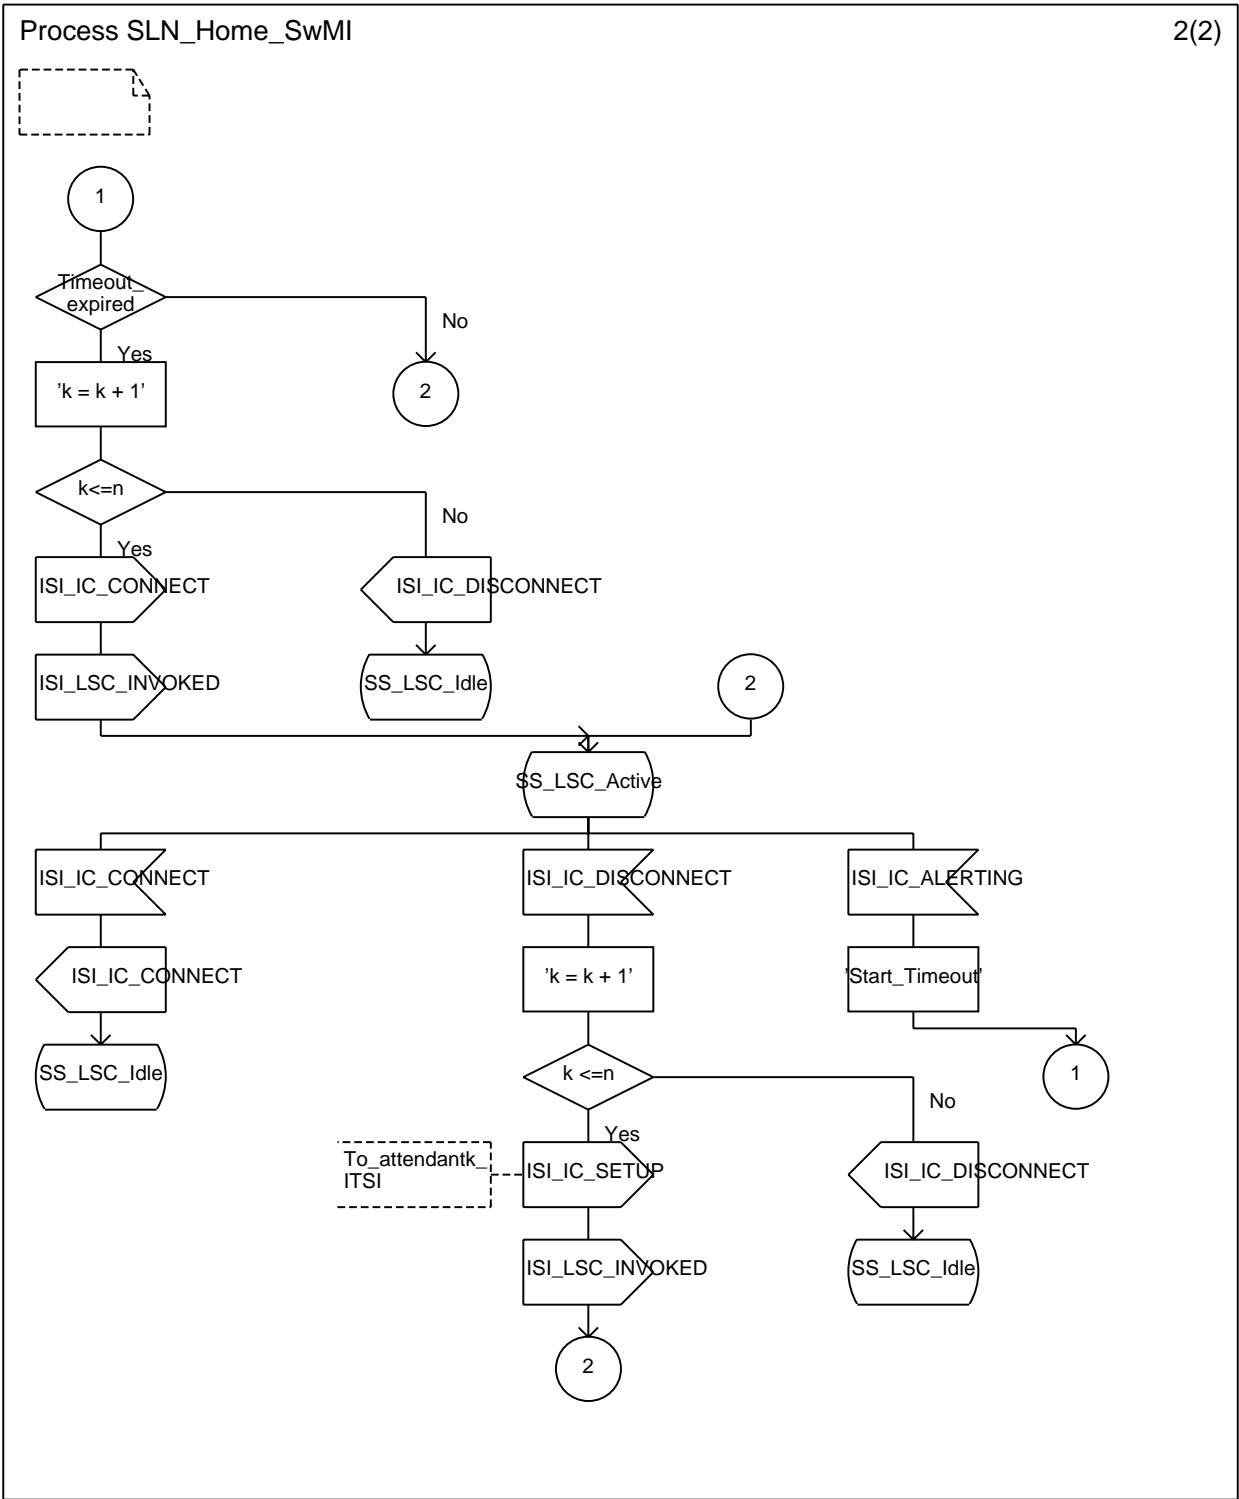 Process SLN_Home_SwMI
2(2)
1
Timeout_
expired
No
Yes
'k = k + 1'
2
k<=n
No
Yes
ISI_IC_CONNECT
ISI_IC_DISCONNECT
ISI_LSC_INVOKED
SS_LSC_Idle
2
SS_LSC_Active
ISI_IC_CONNECT
ISI_IC_DISCONNECT
ISI_IC_ALERTING
ISI_IC_CONNECT
'k = k + 1'
'Start_Timeout'
SS_LSC_Idle
k <=n
1
No
Yes
To_attendantk_
ITSI
ISI_IC_SETUP
ISI_IC_DISCONNECT
ISI_LSC_INVOKED
SS_LSC_Idle
2